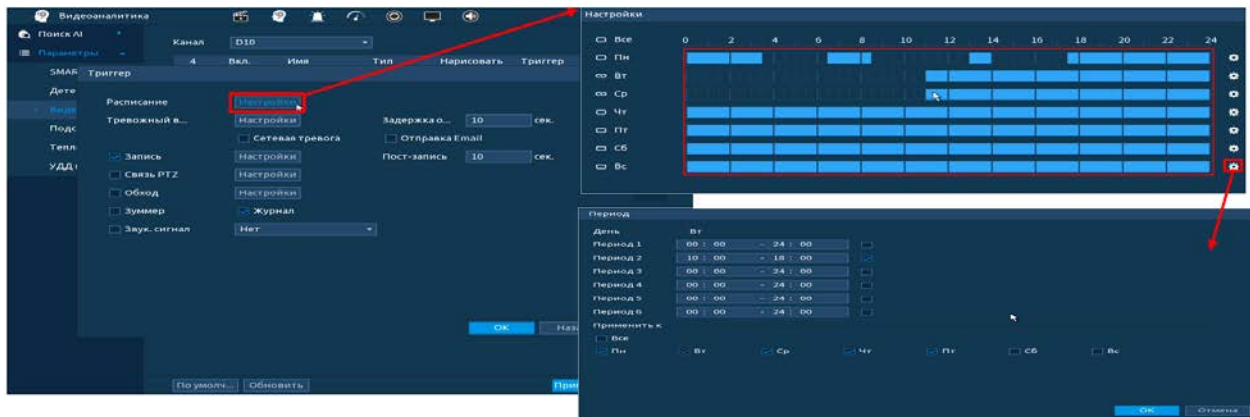 Видеоаналитика
Поиск AI
Параметры
SMAR
Дете
Виде
Подс
Тепл
УДД
Канал D10
4 Вкл. Имя Тип Нарисовать Триггер
Триггер
Расписание Настройки
Тревожный в... Настройки Задержка о... 10 сек.
Сетевая тревога Отправка Email
Запись Настройки Пост-запись 10 сек.
Связь PTZ Настройки
Обход Настройки
Зуммер Журнал
Звук. сигнал Нет
OK Наза
По умолч... Обновить При
Настройки
Все 0 2 4 6 8 10 12 14 16 18 20 22 24
Пн
Вт
Ср
Чт
Пт
Сб
Вс
Период
День Вт
Период 1 00 : 00 - 24 : 00
Период 2 10 : 00 - 18 : 00
Период 3 00 : 00 - 24 : 00
Период 4 00 : 00 - 24 : 00
Период 5 00 : 00 - 24 : 00
Период 6 00 : 00 - 24 : 00
Применить к
Все
Пн Вт Ср Чт Пт Сб Вс
OK Отмена